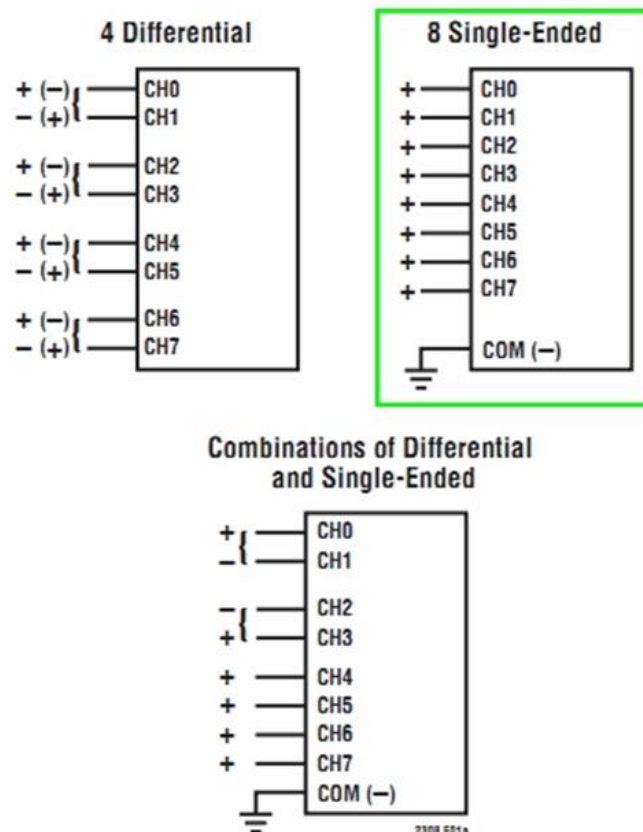 4 Differential
+ (−) { CH0
− (+) CH1
+ (−) { CH2
− (+) CH3
+ (−) { CH4
− (+) CH5
+ (−) { CH6
− (+) CH7
8 Single-Ended
+ CH0
+ CH1
+ CH2
+ CH3
+ CH4
+ CH5
+ CH6
+ CH7
COM (−)
Combinations of Differential
and Single-Ended
+ { CH0
− CH1
− { CH2
+ CH3
+ CH4
+ CH5
+ CH6
+ CH7
COM (−)